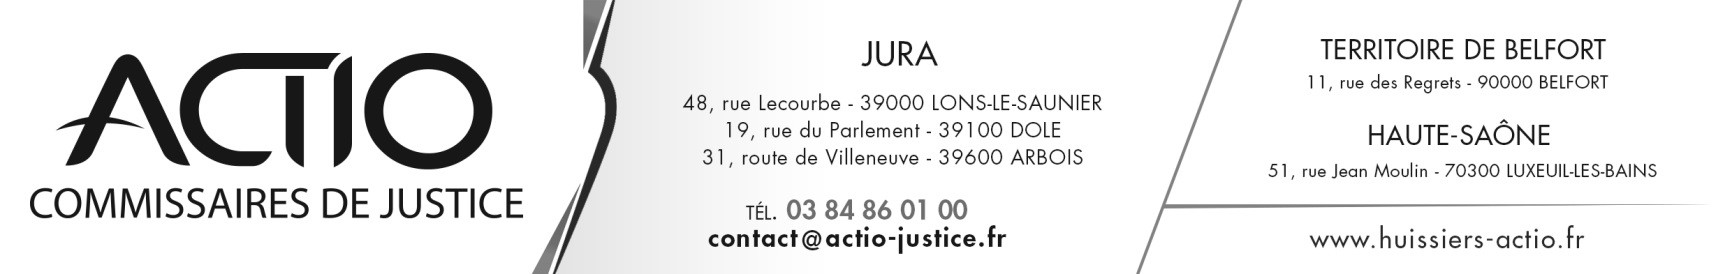 ACTIO
COMMISSAIRES DE JUSTICE
JURA
48, rue Lecourbe - 39000 LONS-LE-SAUNIER
19, rue du Parlement - 39100 DOLE
31, route de Villeneuve - 39600 ARBOIS
TÉL. 03 84 86 01 00
contact@actio-justice.fr
TERRITOIRE DE BELFORT
11, rue des Regrets - 90000 BELFORT
HAUTE-SAÔNE
51, rue Jean Moulin - 70300 LUXEUIL-LES-BAINS
www.huissiers-actio.fr